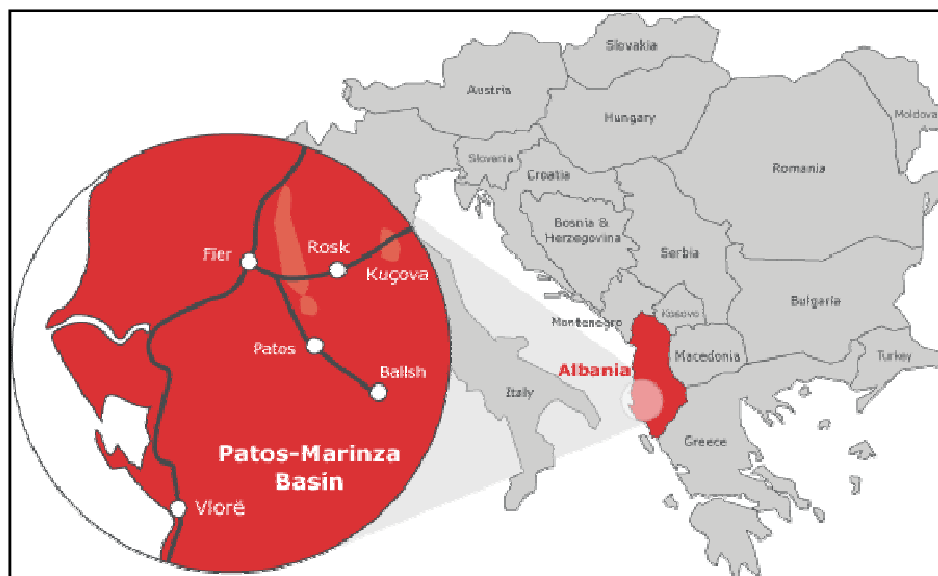 Slovakia
Austria
Moldova
Hungary
Slovenia
Romania
Croatia
Bosnia &
Herzegovina
Serbia
Fier
Rosk
Kuçova
Bulgaria
Kosovo
Montenegro
Patos
Macedonia
Turkey
Albania
Ballsh
Italy
Greece
Patos-Marinza
Basin
Vlorë